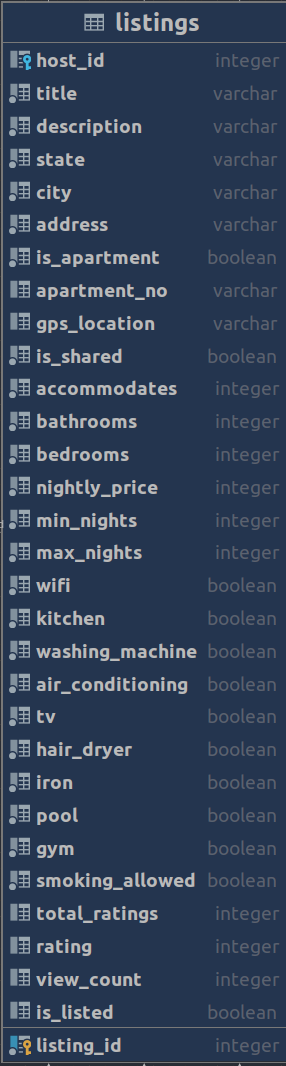 listings
host_id integer
title varchar
description varchar
state varchar
city varchar
address varchar
is_apartment boolean
apartment_no varchar
gps_location varchar
is_shared boolean
accommodates integer
bathrooms integer
bedrooms integer
nightly_price integer
min_nights integer
max_nights integer
wifi boolean
kitchen boolean
washing_machine boolean
air_conditioning boolean
tv boolean
hair_dryer boolean
iron boolean
pool boolean
gym boolean
smoking_allowed boolean
total_ratings integer
rating integer
view_count integer
is_listed boolean
listing_id integer